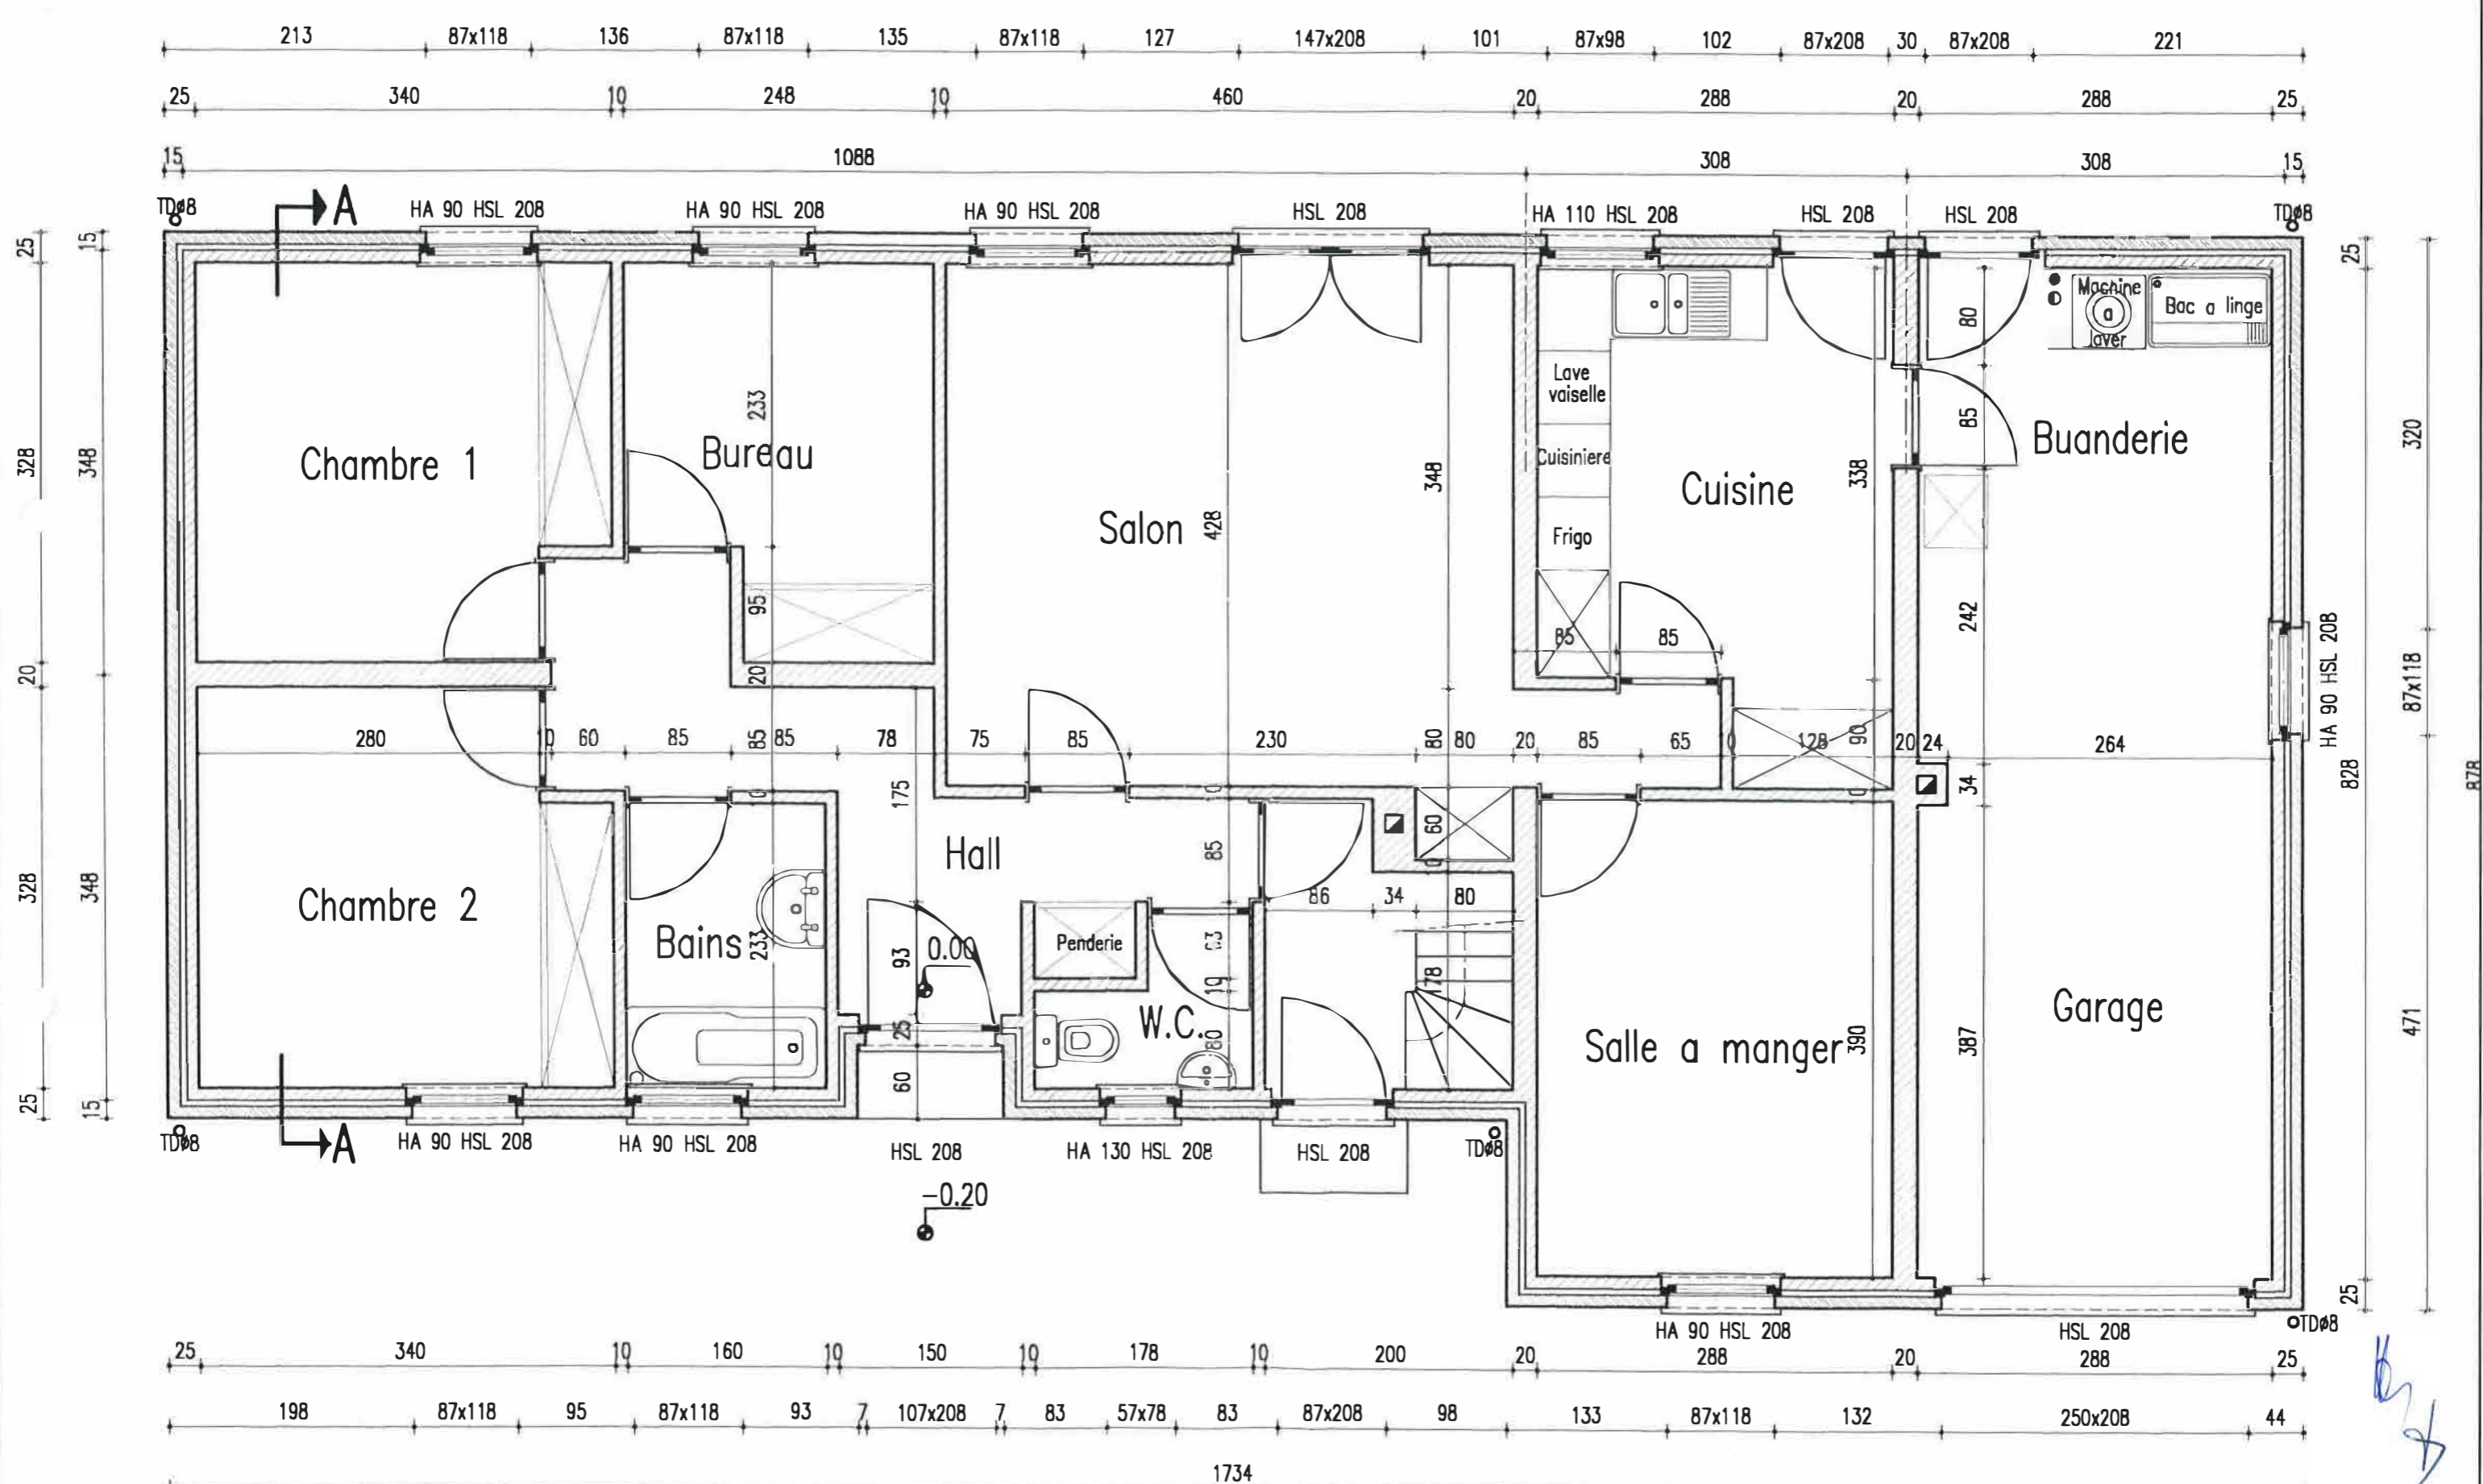 213 87x118 136 87x118 135 87x118 127 147x208 101 87x98 102 87x208 30 87x208 221
25 340 10 248 10 460 20 288 20 288 25
15 1088 308 308 15
TDø8 A HA 90 HSL 208 HA 90 HSL 208 HA 90 HSL 208 HSL 208 HA 110 HSL 208 HSL 208 HSL 208 TDø8
25 15 25
Machine
a
laver
Bac a linge
80
Lave
vaiselle
233 85 320
Chambre 1 Bureau Cuisiniere Buanderie
328 348 348 338
Salon 428 Cuisine
Frigo
95 242
85 85
20 20
HA 90 HSL 208
87x118
280 60 85 85 85 78 75 85 230 80 80 20 85 65 128 90 20 24 264
175 34 828 878
60
Hall 85
328 348 86 34 80
Chambre 2 Bains 233 93 0.00 Penderie
10 178
W.C. Garage
25 80 Salle a manger 390 387 471
60
25 15
TDø8 A HA 90 HSL 208 HA 90 HSL 208 HSL 208 HA 130 HSL 208 HSL 208 TDø8
-0.20
25
HA 90 HSL 208 HSL 208 TDø8
25 340 10 160 10 150 10 178 10 200 20 288 20 288 25
198 87x118 95 87x118 93 7 107x208 7 83 57x78 83 87x208 98 133 87x118 132 250x208 44
1734